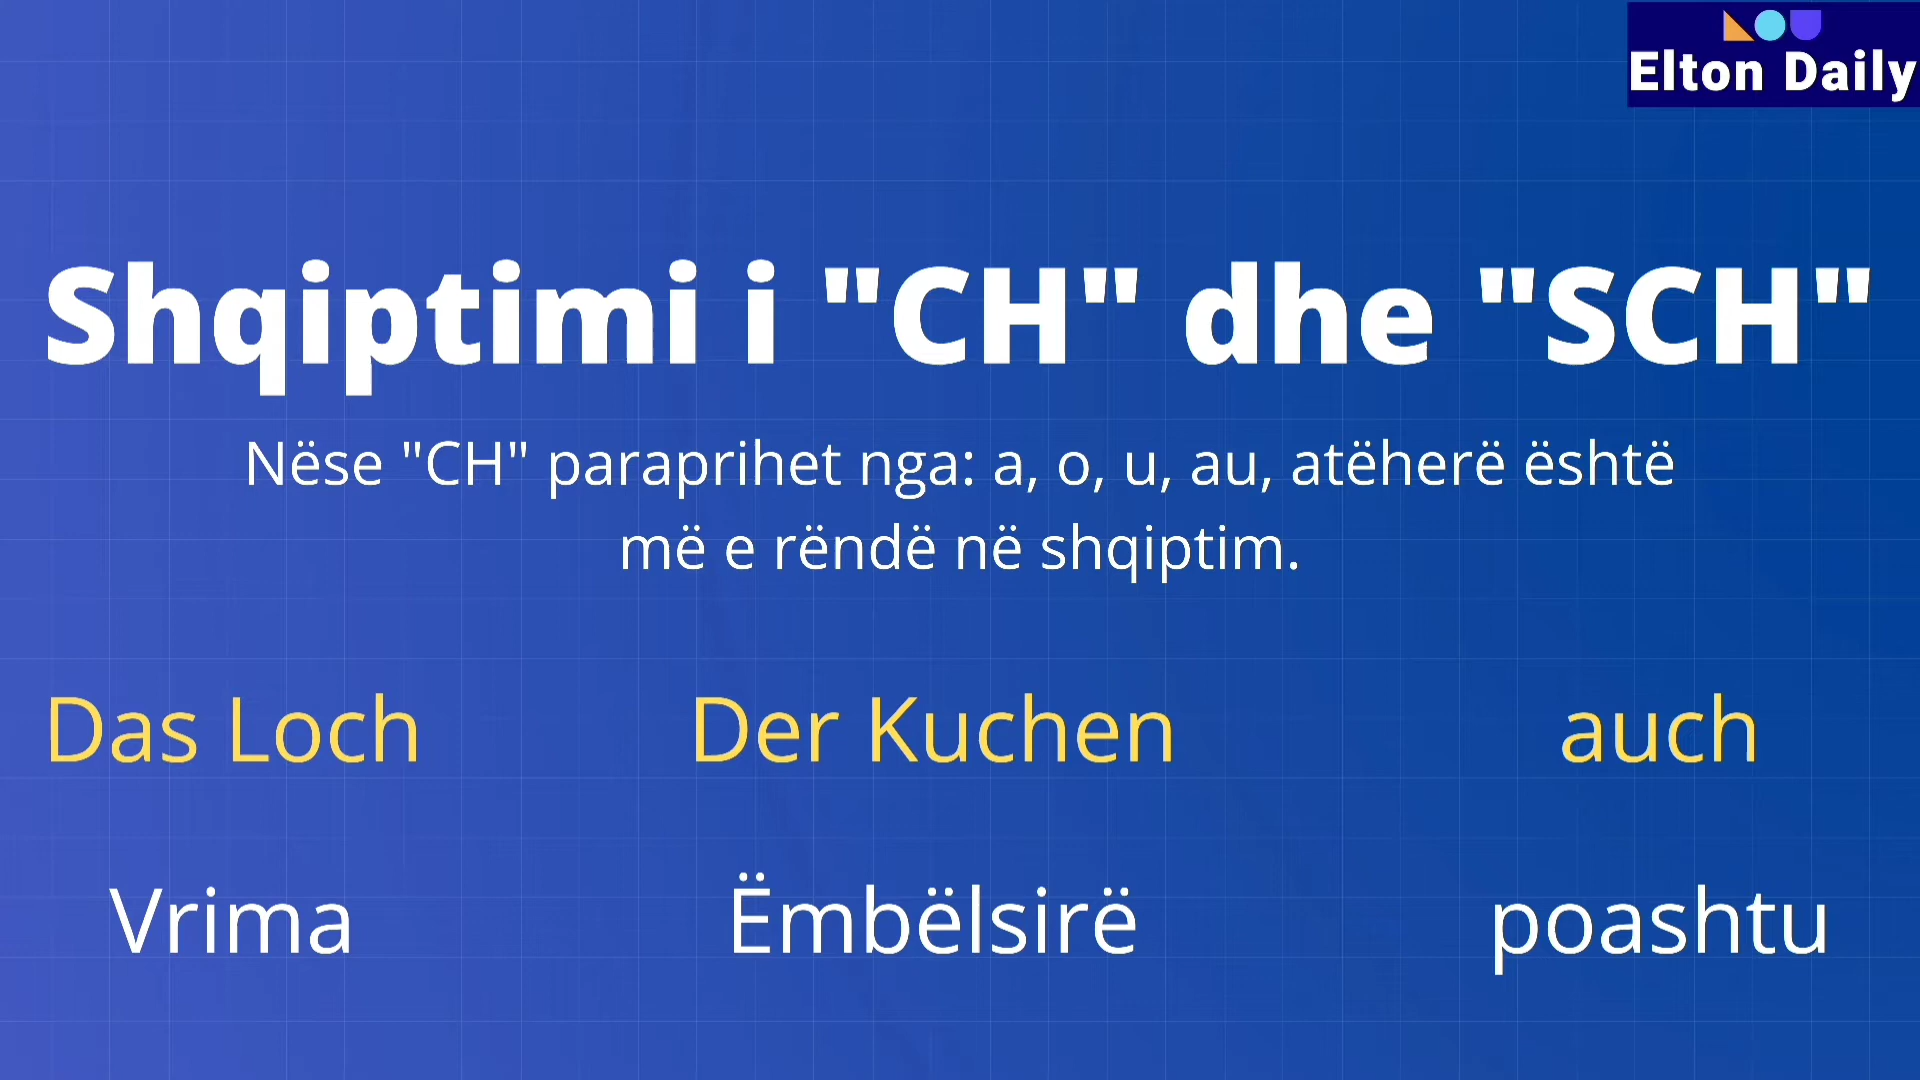 Elton Daily
Shqiptimi i "CH" dhe "SCH"
Nëse "CH" paraprihet nga: a, o, u, au, atëherë është
më e rëndë në shqiptim.
Das Loch Der Kuchen auch
Vrima Ëmbëlsirë poashtu